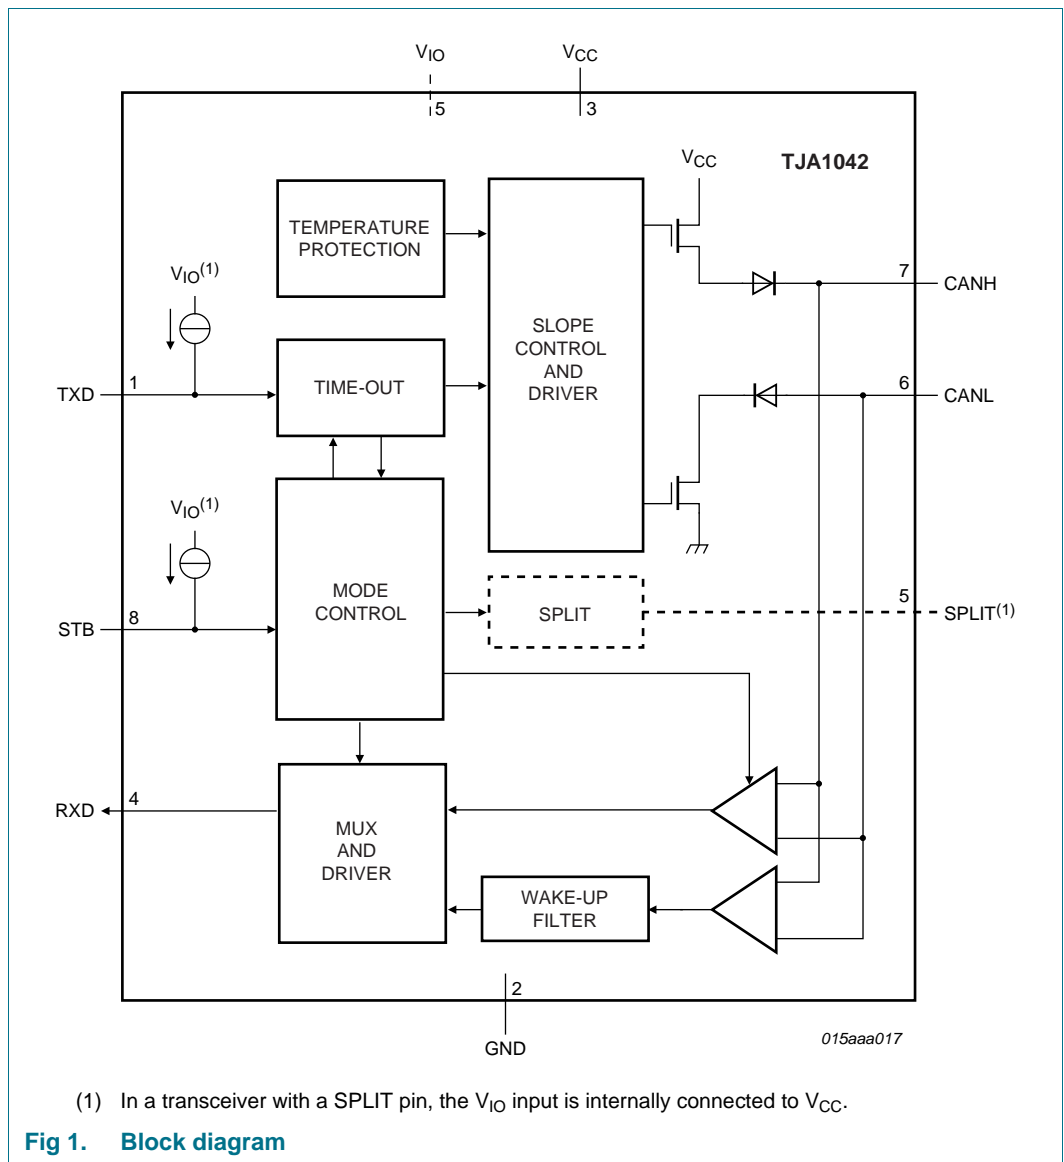 VIO
VCC
5
3
VCC
TJA1042
TEMPERATURE
PROTECTION
VIO(1)
7
CANH
SLOPE
CONTROL
AND
DRIVER
TXD
1
TIME-OUT
6
CANL
VIO(1)
MODE
CONTROL
SPLIT
5
SPLIT(1)
STB
8
RXD
4
MUX
AND
DRIVER
WAKE-UP
FILTER
2
GND
015aaa017
(1) In a transceiver with a SPLIT pin, the VIO input is internally connected to VCC.
Fig 1. Block diagram